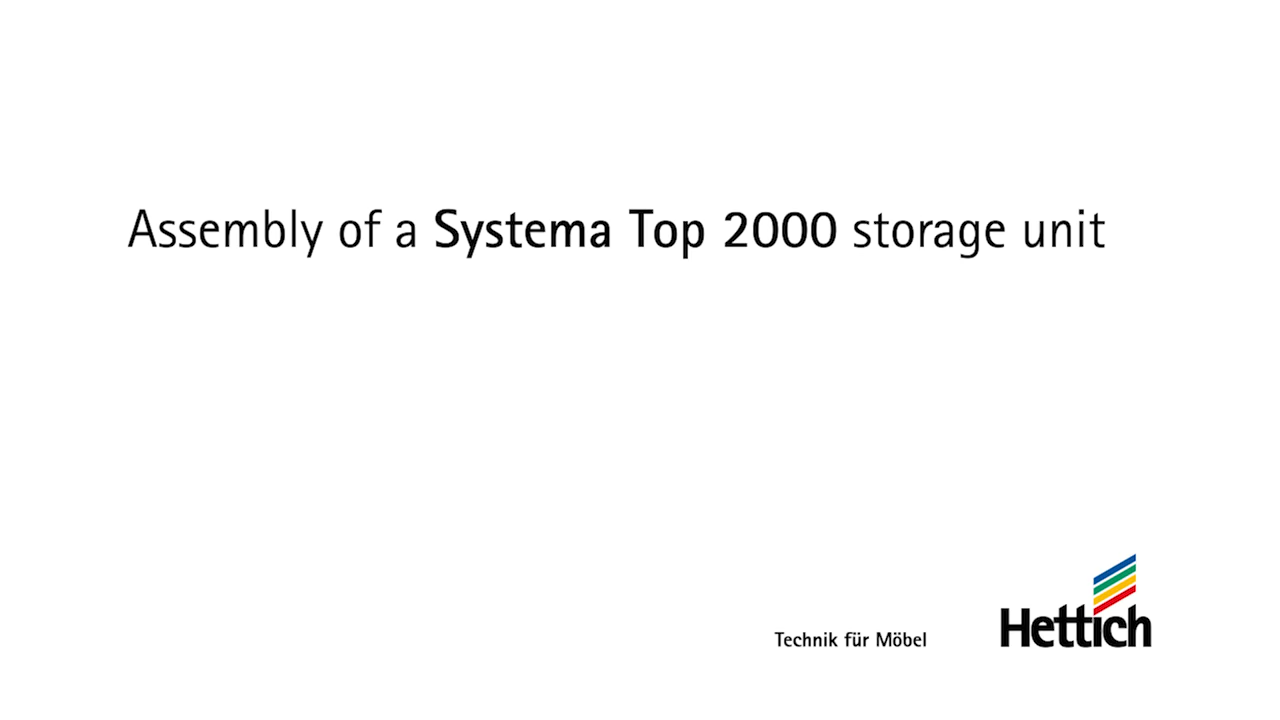 Assembly of a Systema Top 2000 storage unit
Technik für Möbel
Hettich